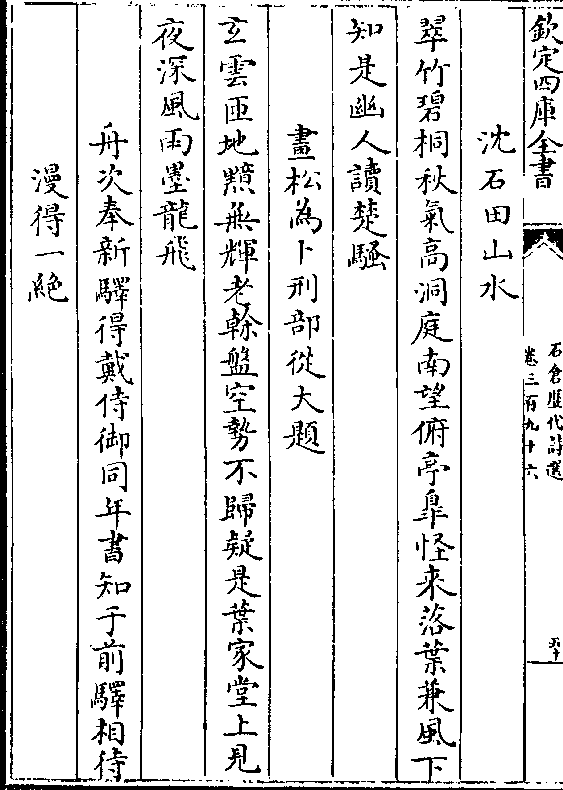 欽定四庫全書
石倉歷代詩選
卷三百九十六
五十
沈石田山水
翠竹碧桐秋氣高洞庭南望俯亭臯怪來落葉兼風下
知是幽人讀楚騷
畫松為卜刑部從大題
玄雲匝地黯無輝老榦盤空勢不歸疑是葉家堂上見
夜深風雨墨龍飛
舟次奉新驛得戴侍御同年書知于前驛相待
漫得一絶